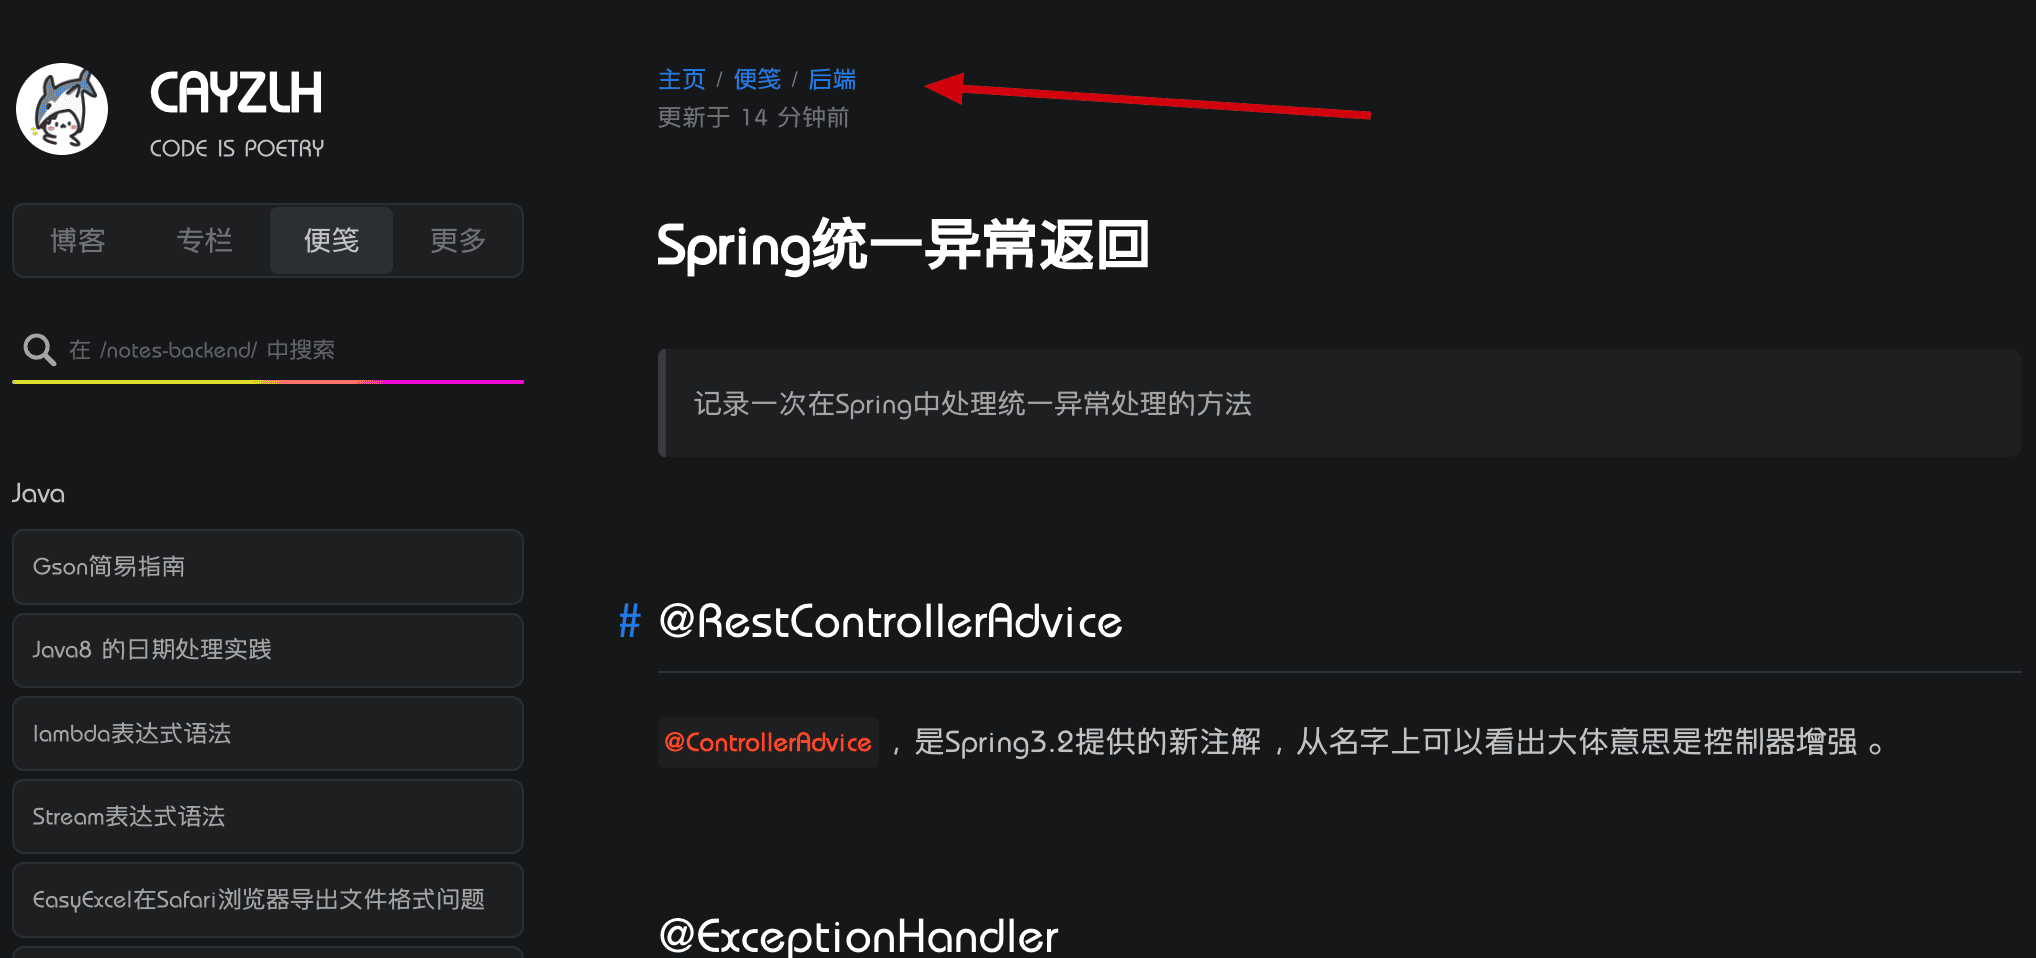 CAYZLH
CODE IS POETRY
博客 专栏 便笺 更多
在 /notes-backend/ 中搜索
Java
Gson简易指南
Java8 的日期处理实践
lambda表达式语法
Stream表达式语法
EasyExcel在Safari浏览器导出文件格式问题
主页 / 便笺 / 后端
更新于 14 分钟前
Spring统一异常返回
记录一次在Spring中处理统一异常处理的方法
# @RestControllerAdvice
@ControllerAdvice ，是Spring3.2提供的新注解，从名字上可以看出大体意思是控制器增强。
@ExceptionHandler